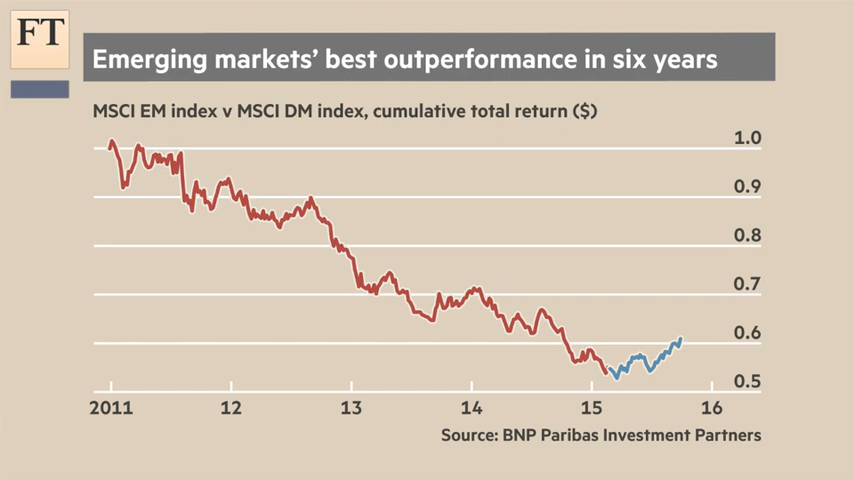 FT
Emerging markets’ best outperformance in six years
MSCI EM index v MSCI DM index, cumulative total return ($)
1.0
0.9
0.8
0.7
0.6
0.5
2011 12 13 14 15 16
Source: BNP Paribas Investment Partners